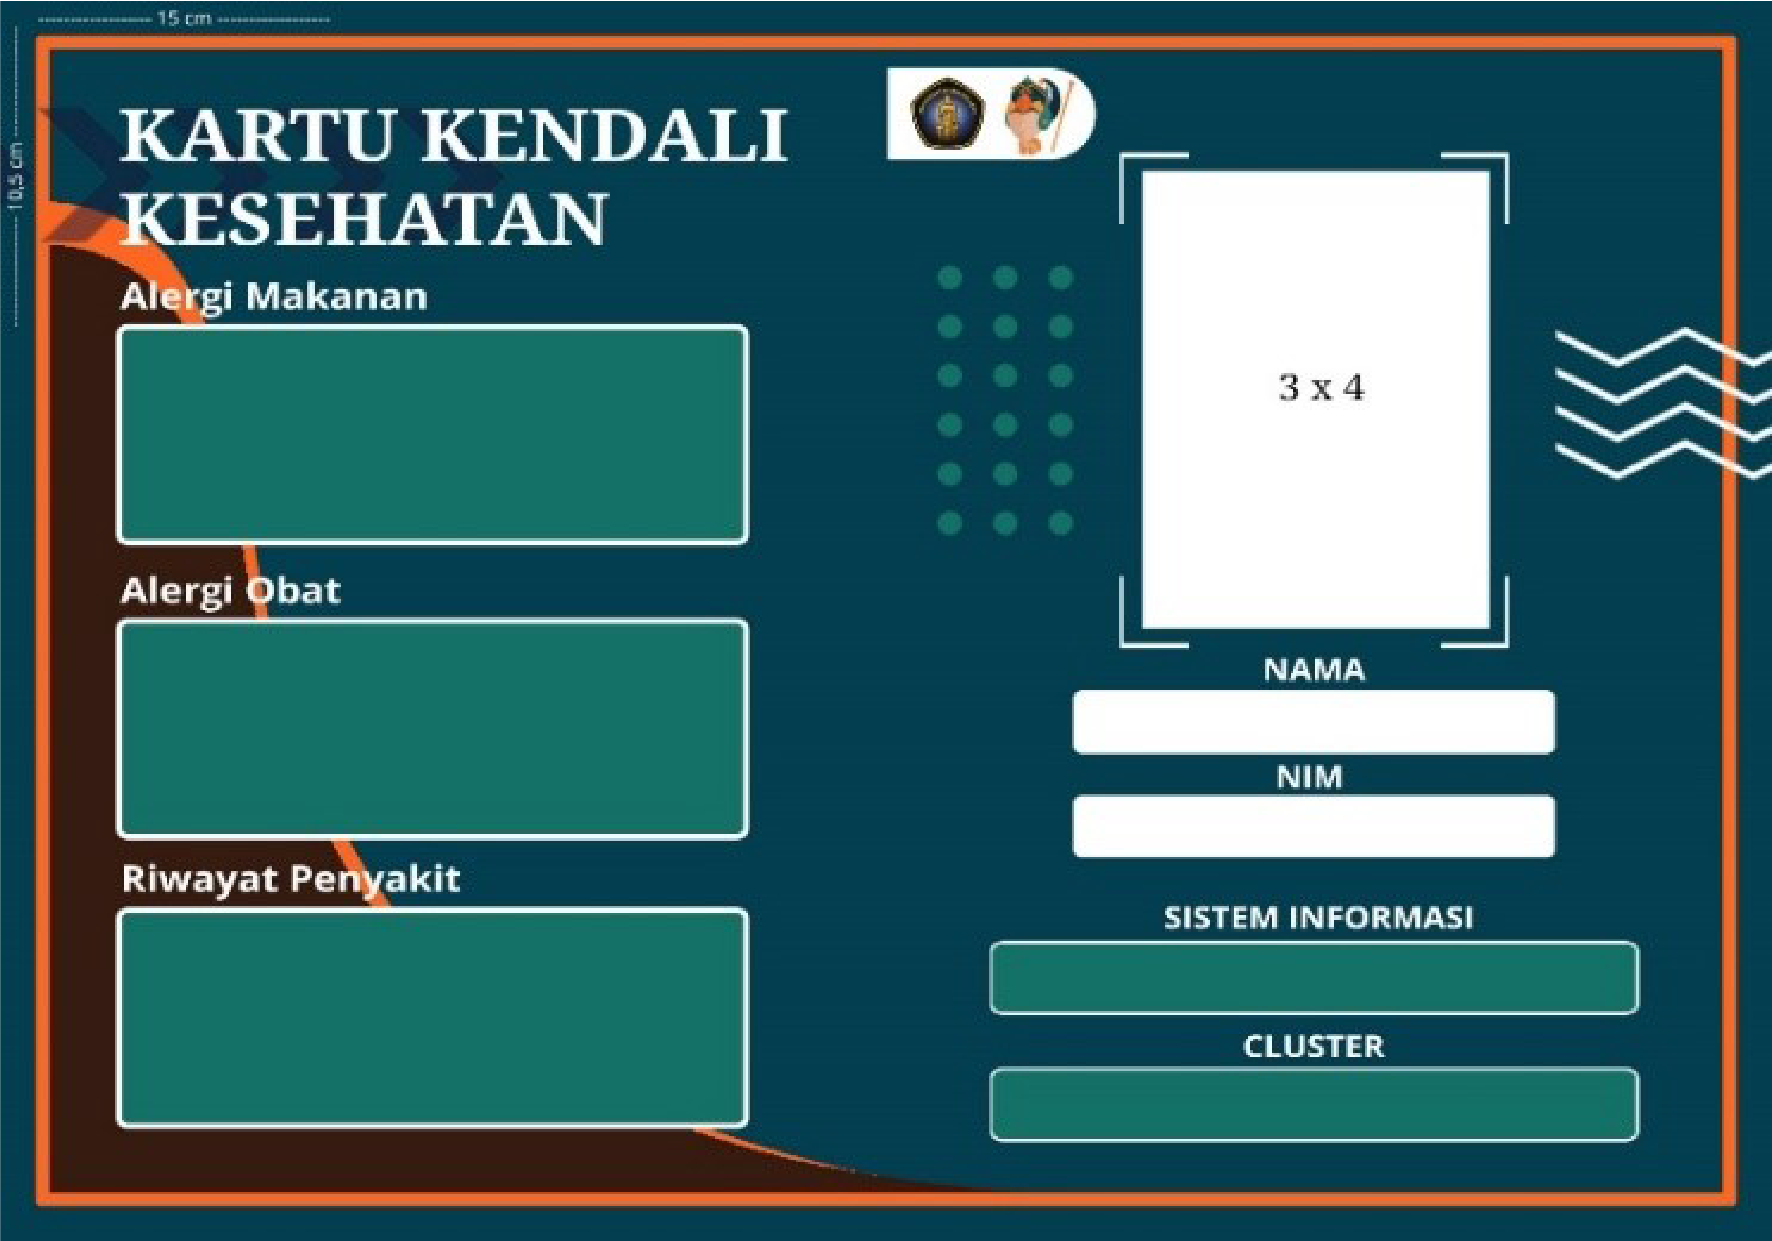 15 cm
10,5 cm
KARTU KENDALI
KESEHATAN
Alergi Makanan
Alergi Obat
Riwayat Penyakit
3 x 4
NAMA
NIM
SISTEM INFORMASI
CLUSTER